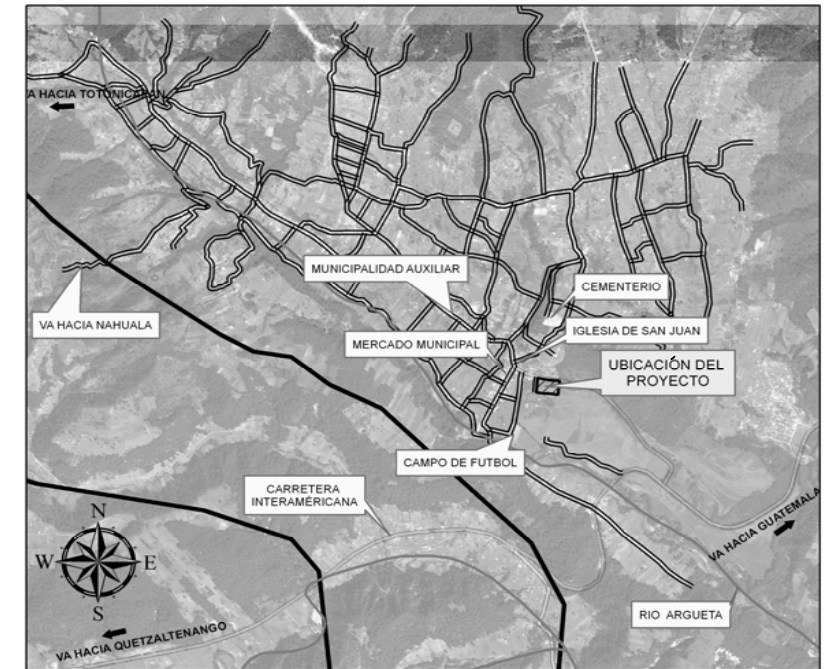 VA HACIA TOTONICAPAN
MUNICIPALIDAD AUXILIAR
CEMENTERIO
VA HACIA NAHUALA
MERCADO MUNICIPAL
IGLESIA DE SAN JUAN
UBICACIÓN DEL
PROYECTO
CAMPO DE FUTBOL
CARRETERA
INTERAMÉRICANA
N
W
E
S
VA HACIA GUATEMALA
RIO ARGUETA
VA HACIA QUETZALTENANGO